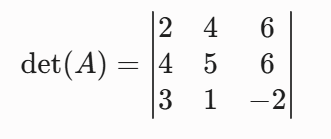 det(A) = |2 4 6|
|4 5 6|
|3 1 −2|